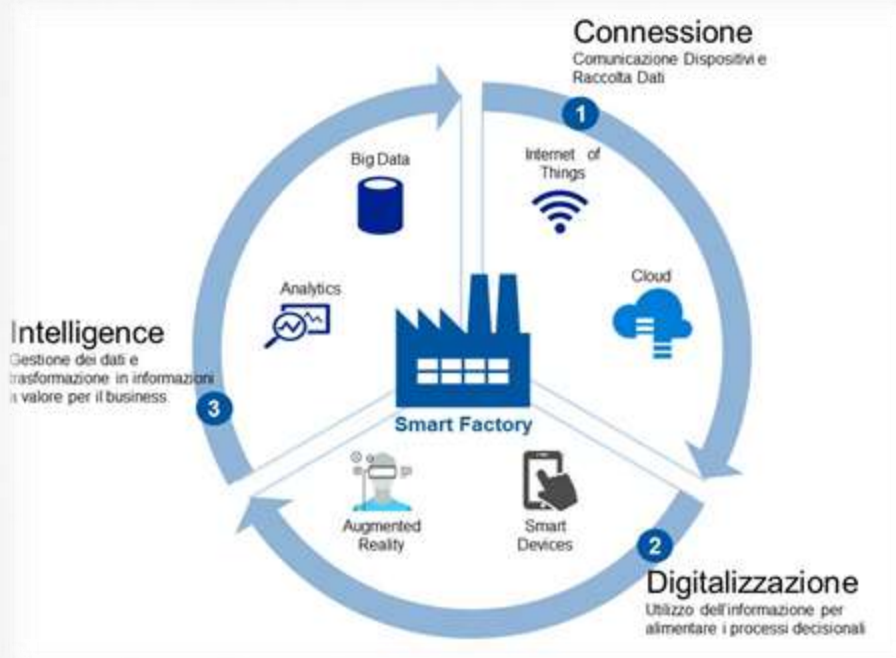 Connessione
Comunicazione Dispositivi e
Raccolta Dati
1
Internet of
Things
Cloud
Big Data
Analytics
Intelligence
Gestione dei dati e
trasformazione in informazioni
a valore per il business
3
Smart Factory
Augmented
Reality
Smart
Devices
2
Digitalizzazione
Utilizzo dell'informazione per
alimentare i processi decisionali